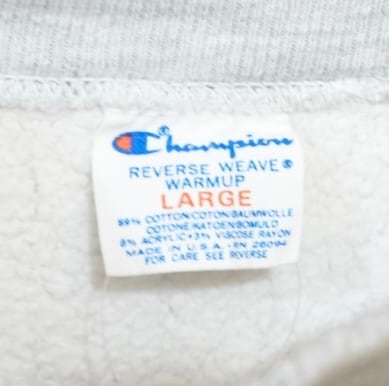 Champion
REVERSE WEAVE®
WARMUP
LARGE
89% COTTON/COTON/BAUMWOLLE
COTONE/KATOEN/BOMULD
8% ACRYLIC+3% VISCOSE RAYON
MADE IN U.S.A.-RN 26094
FOR CARE SEE REVERSE